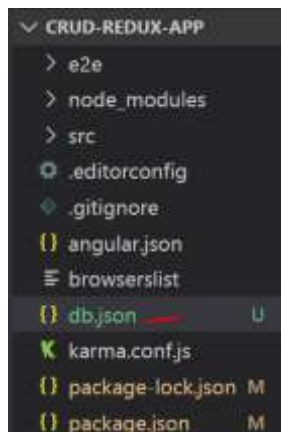 CRUD-REDUX-APP
e2e
node_modules
src
.editorconfig
.gitignore
{} angular.json
browserslist
{} db.json U
K karma.conf.js
{} package-lock.json M
{} package.json M